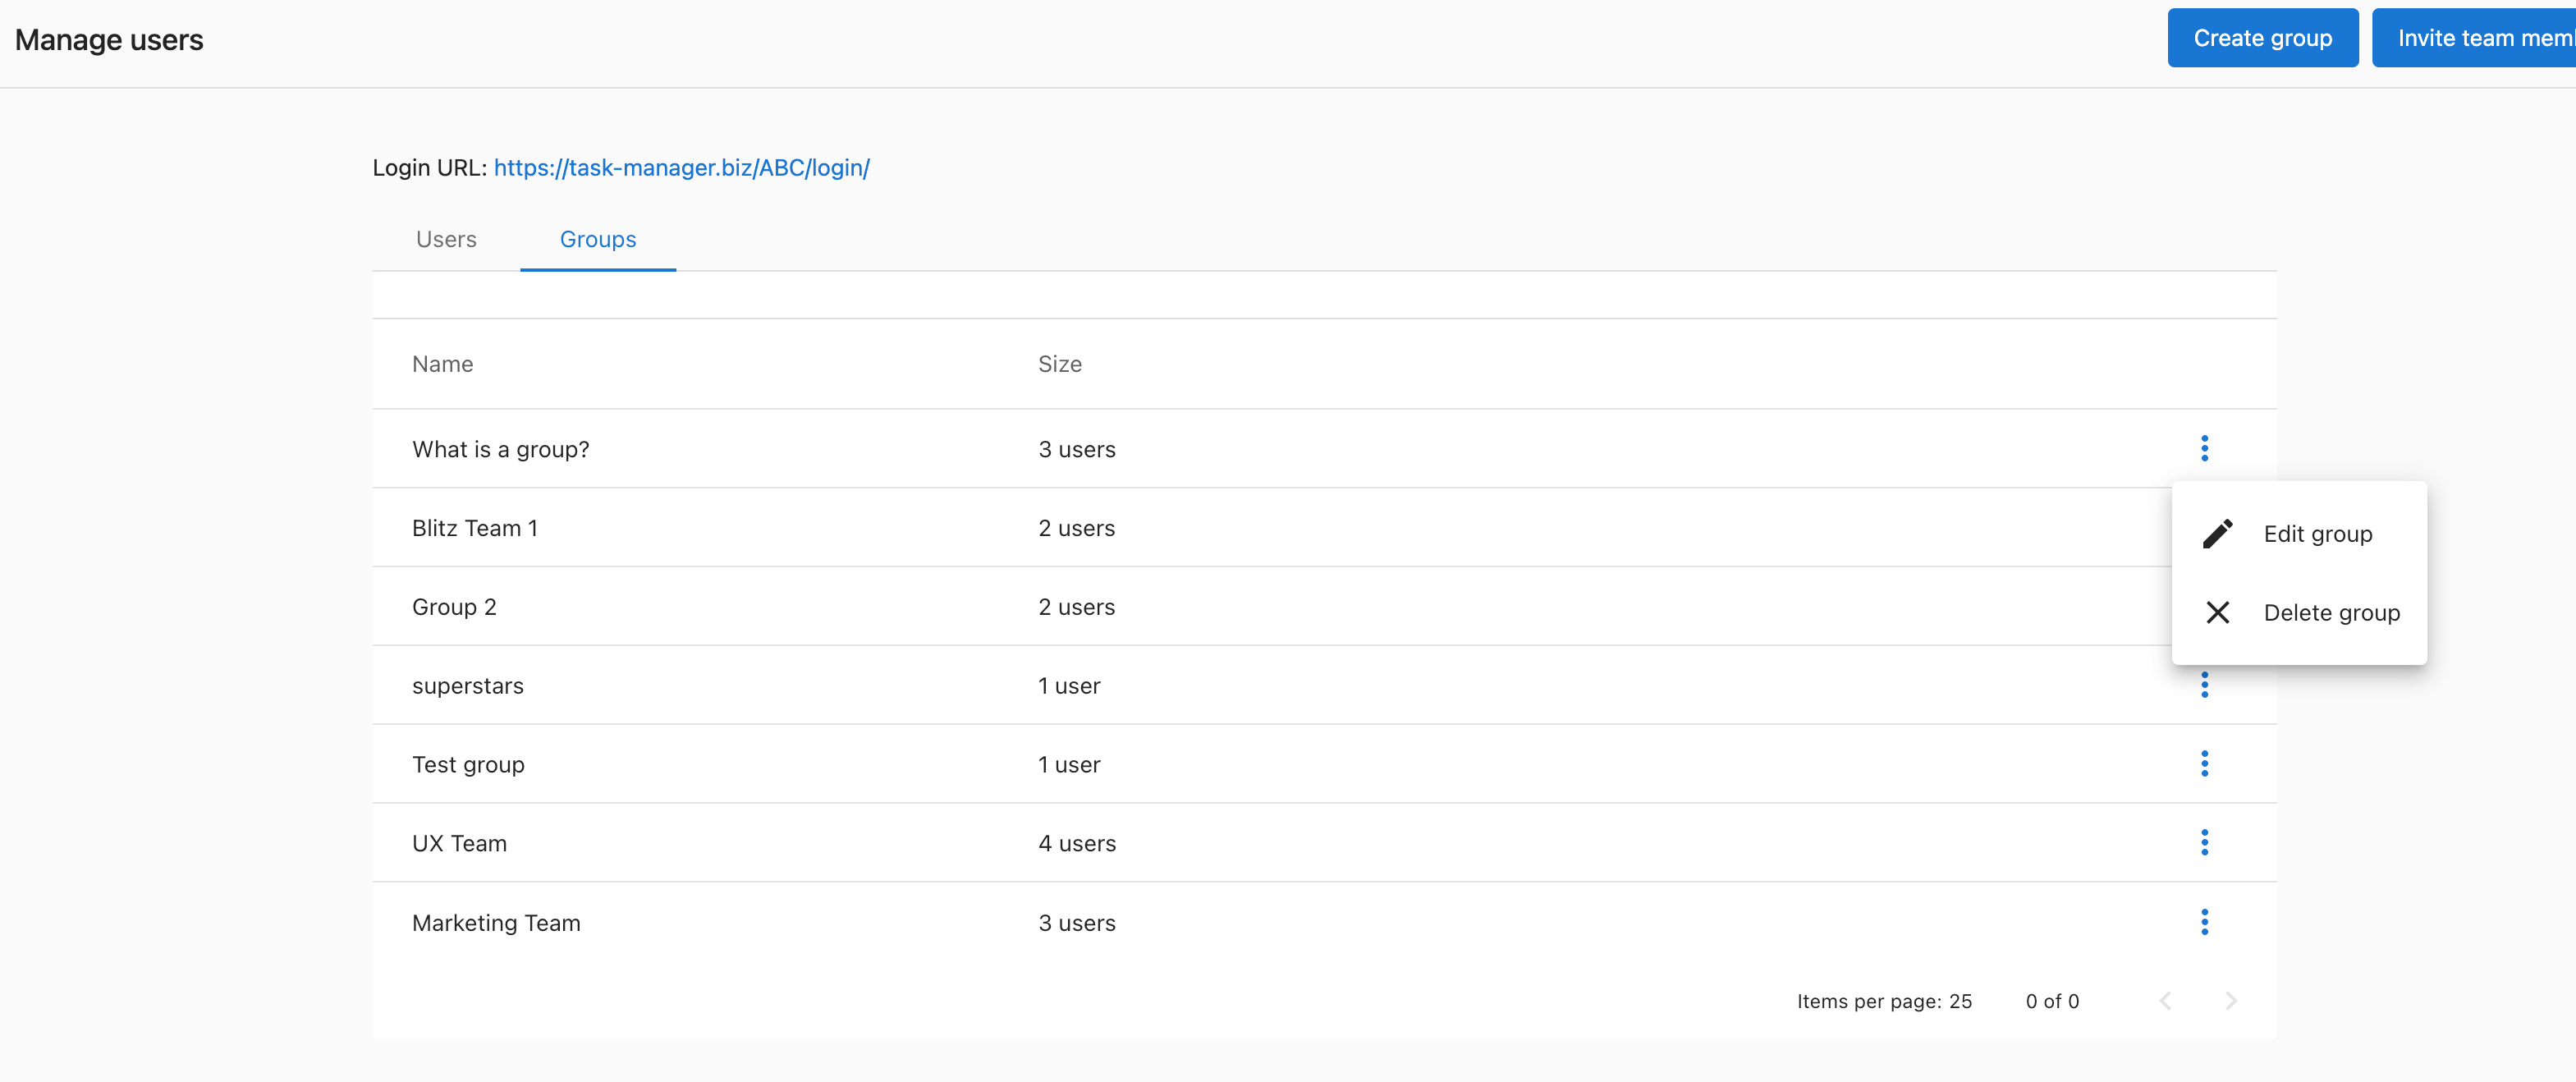 Manage users
Create group
Invite team mem
Login URL: https://task-manager.biz/ABC/login/
Users
Groups
Name
Size
What is a group?
3 users
Blitz Team 1
2 users
Edit group
Group 2
2 users
Delete group
superstars
1 user
Test group
1 user
UX Team
4 users
Marketing Team
3 users
Items per page: 25
0 of 0